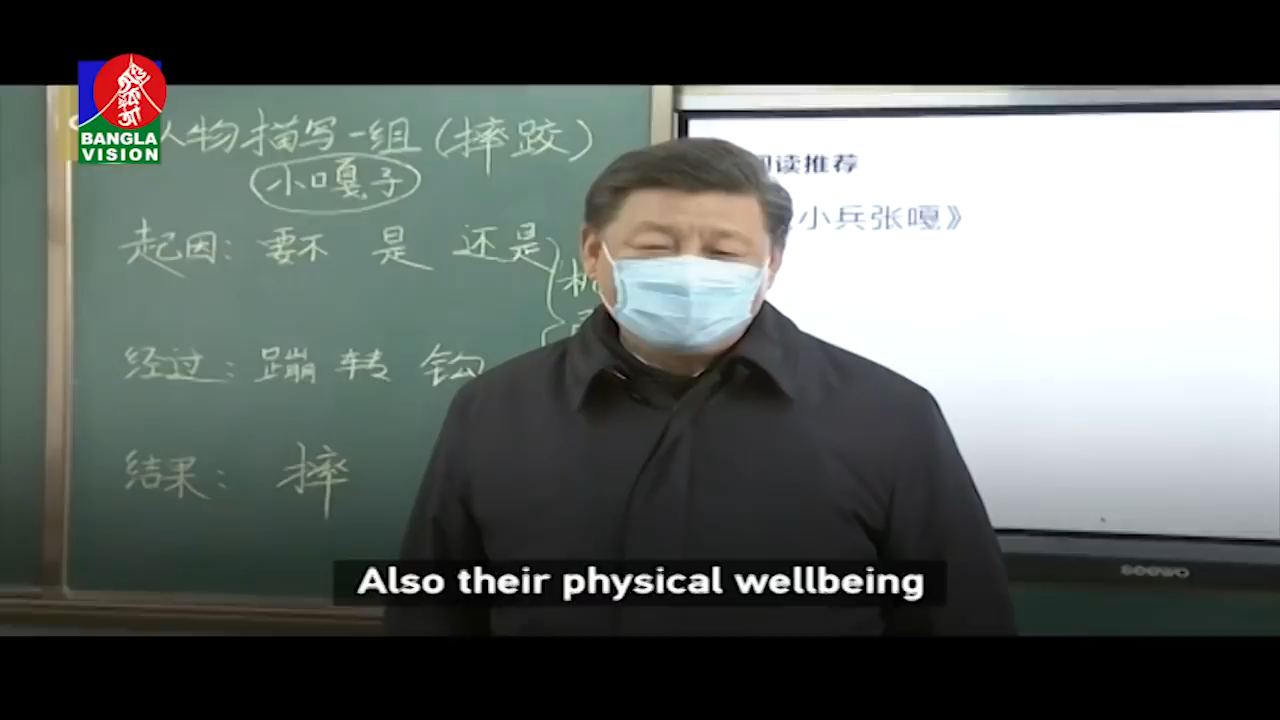 BANGLA
VISION
人物描写一组（摔跤）
小嘎子
起因：要不 是 还是
经过：蹦 转 钩
结果：摔
读推荐
小兵张嘎》
Also their physical wellbeing